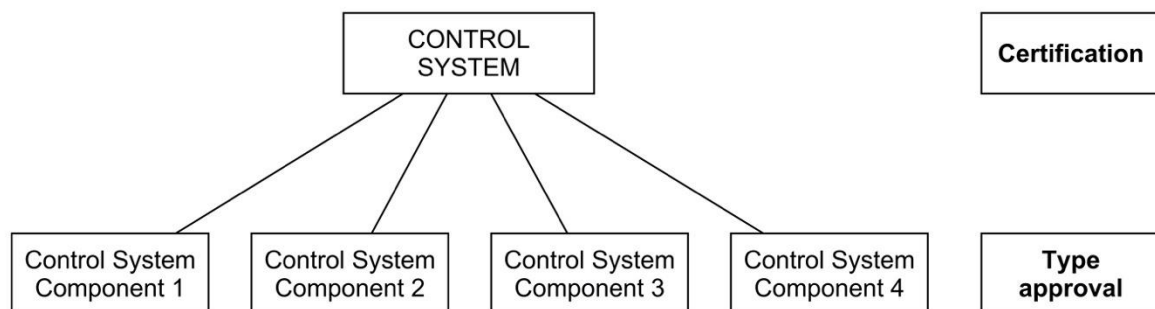 CONTROL
SYSTEM
Certification
Control System
Component 1
Control System
Component 2
Control System
Component 3
Control System
Component 4
Type
approval